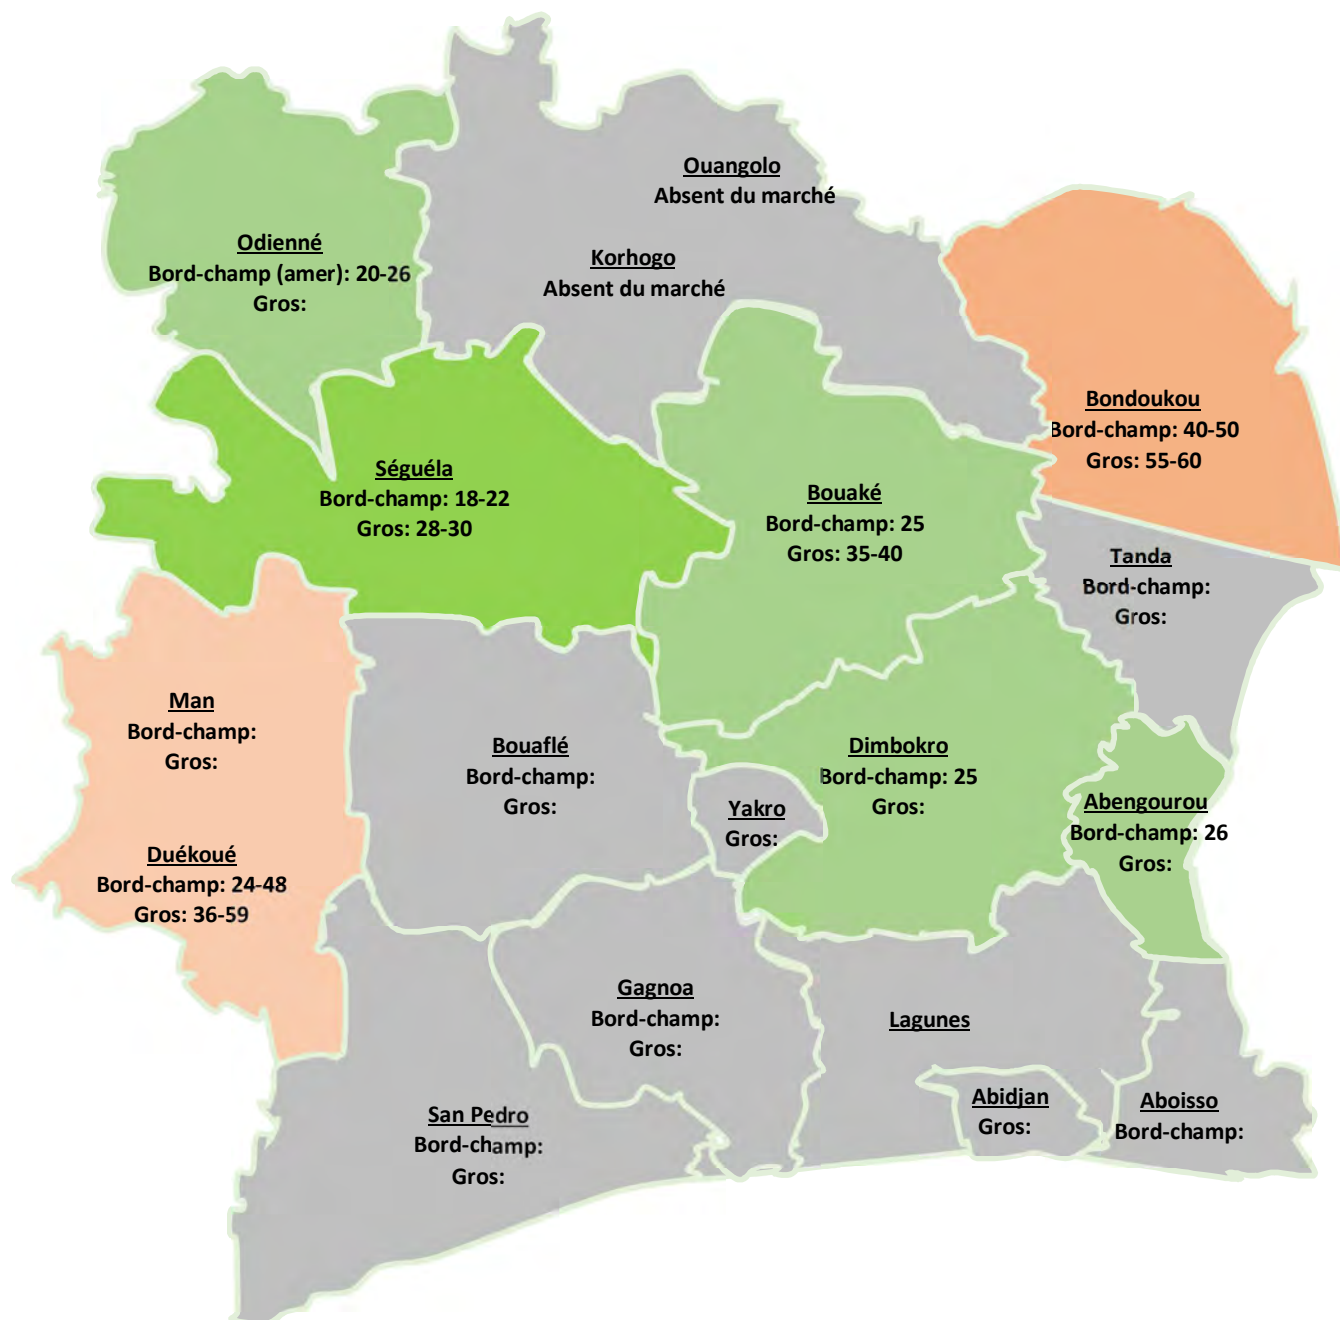 Ouangolo
Absent du marché
Odienné
Bord-champ (amer): 20-26
Gros:
Korhogo
Absent du marché
Bondoukou
Bord-champ: 40-50
Gros: 55-60
Séguéla
Bord-champ: 18-22
Gros: 28-30
Bouaké
Bord-champ: 25
Gros: 35-40
Tanda
Bord-champ:
Gros:
Man
Bord-champ:
Gros:
Bouaflé
Bord-champ:
Gros:
Dimbokro
Bord-champ: 25
Gros:
Yakro
Gros:
Abengourou
Bord-champ: 26
Gros:
Duékoué
Bord-champ: 24-48
Gros: 36-59
Gagnoa
Bord-champ:
Gros:
Lagunes
San Pedro
Bord-champ:
Gros:
Abidjan
Gros:
Aboisso
Bord-champ: